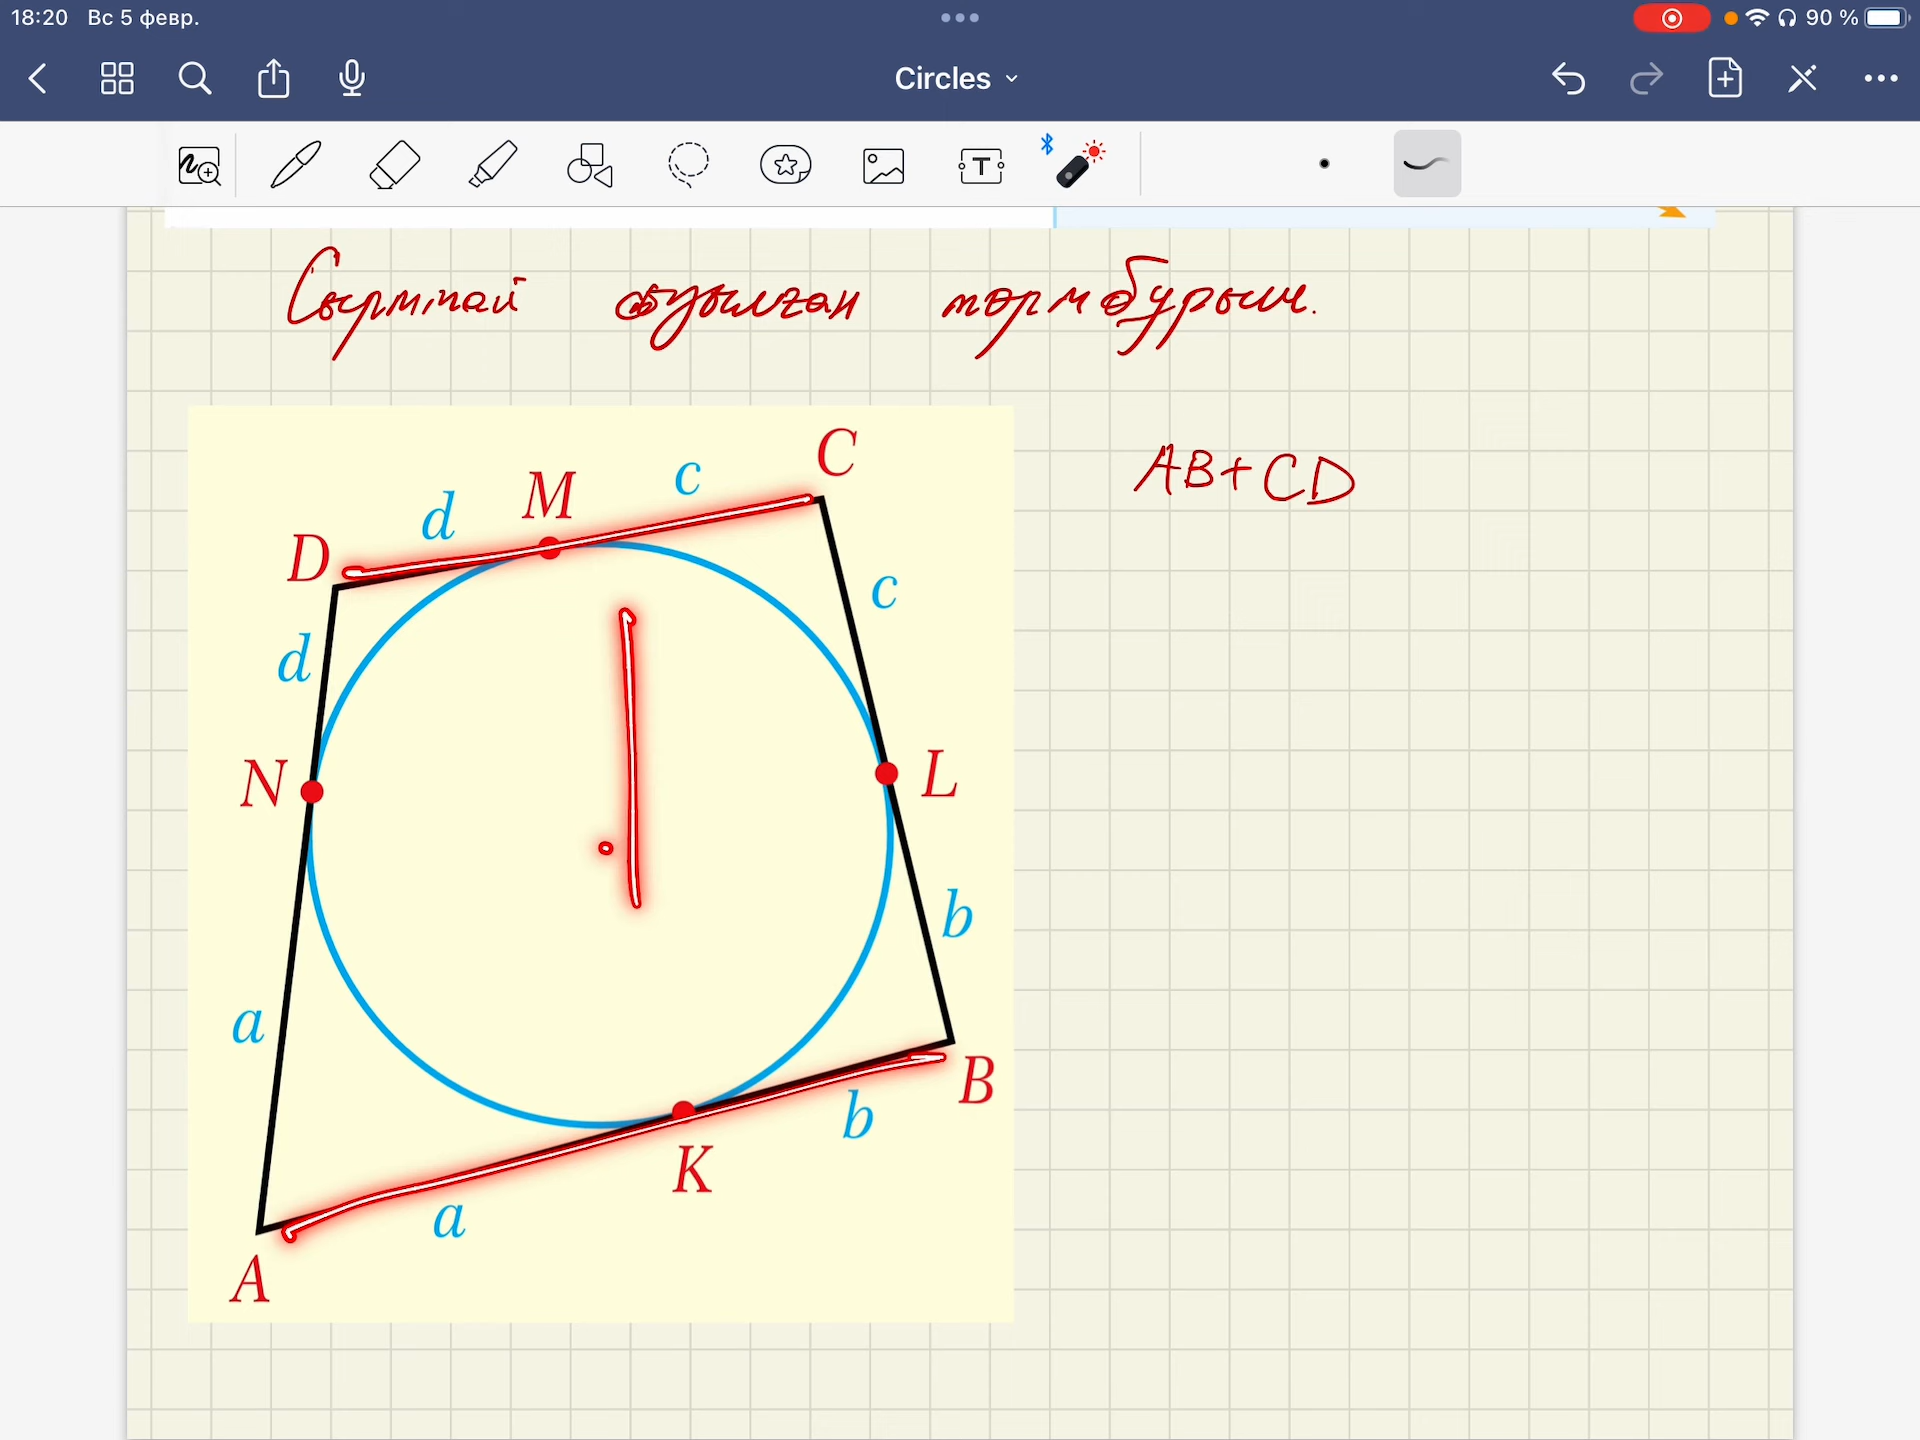 18:20 Вс 5 февр. 90 %
Circles
T
Сырттай сызылған төртбұрыш.
AB+CD
C
c
M
d
D
c
d
N
L
b
a
B
b
K
a
A